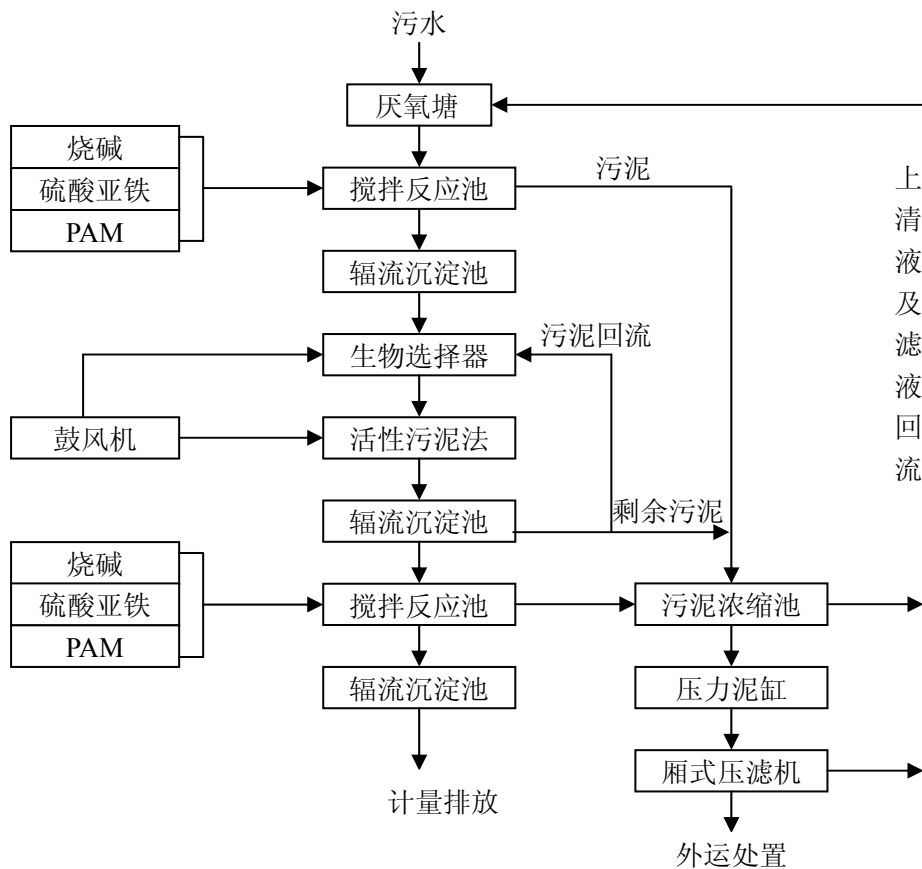 污水
厌氧塘
烧碱
硫酸亚铁
PAM
搅拌反应池
污泥
辐流沉淀池
生物选择器
污泥回流
鼓风机
活性污泥法
辐流沉淀池
剩余污泥
烧碱
硫酸亚铁
PAM
搅拌反应池
污泥浓缩池
辐流沉淀池
压力泥缸
厢式压滤机
计量排放
外运处置
上
清
液
及
滤
液
回
流